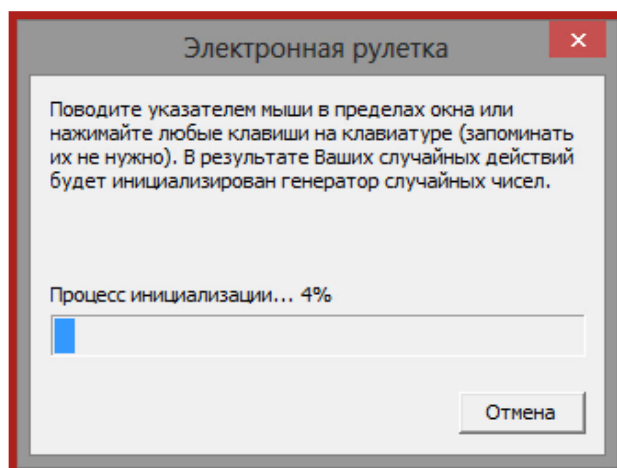 Электронная рулетка
Поводите указателем мыши в пределах окна или
нажимайте любые клавиши на клавиатуре (запоминать
их не нужно). В результате Ваших случайных действий
будет инициализирован генератор случайных чисел.
Процесс инициализации... 4%
Отмена